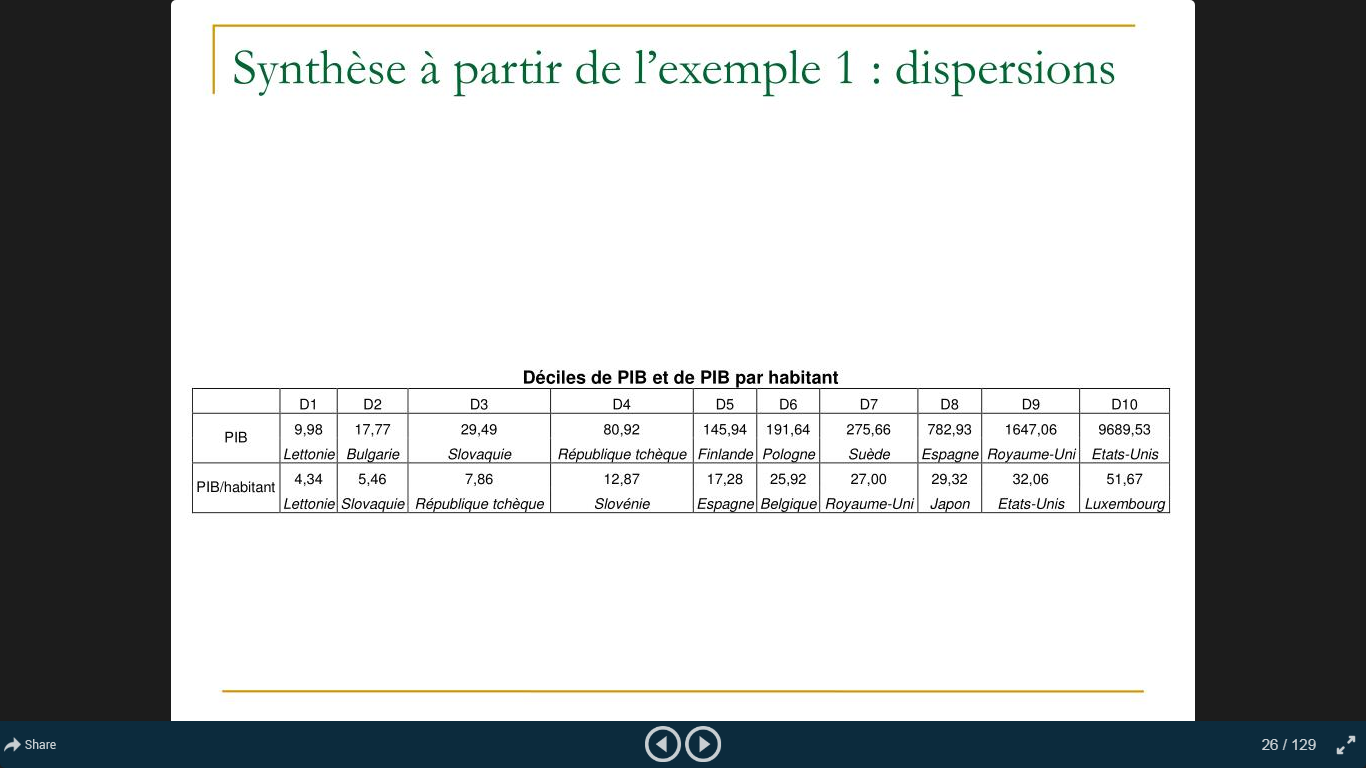 Synthèse à partir de l’exemple 1 : dispersions
Déciles de PIB et de PIB par habitant
D1 D2 D3 D4 D5 D6 D7 D8 D9 D10
PIB 9,98 17,77 29,49 80,92 145,94 191,64 275,66 782,93 1647,06 9689,53
Lettonie Bulgarie Slovaquie République tchèque Finlande Pologne Suède Espagne Royaume-Uni Etats-Unis
PIB/habitant 4,34 5,46 7,86 12,87 17,28 25,92 27,00 29,32 32,06 51,67
Lettonie Slovaquie République tchèque Slovénie Espagne Belgique Royaume-Uni Japon Etats-Unis Luxembourg
Share 26 / 129